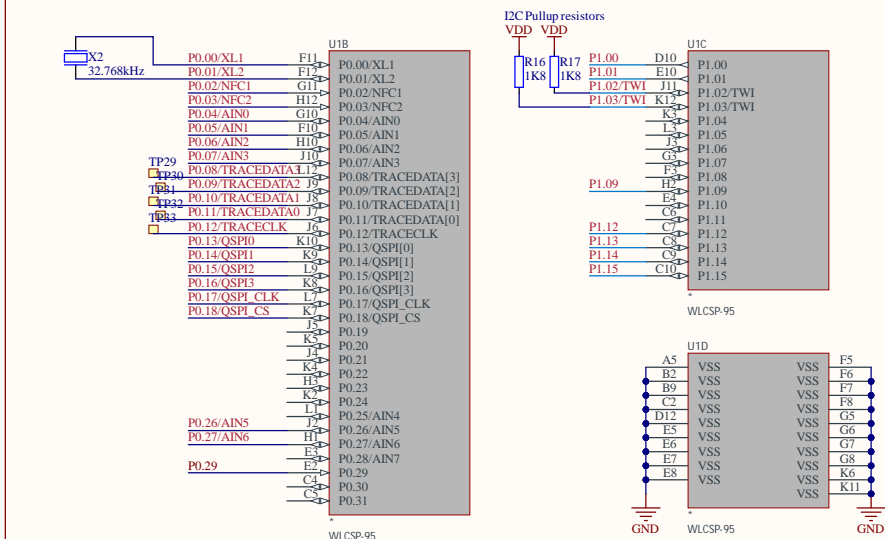 I2C Pullup resistors
VDD VDD
U1B
X2
32.768kHz
P0.00/XL1 F11 P0.00/XL1
P0.01/XL2 F12 P0.01/XL2
P0.02/NFC1 G11 P0.02/NFC1
P0.03/NFC2 H12 P0.03/NFC2
P0.04/AIN0 G10 P0.04/AIN0
P0.05/AIN1 F10 P0.05/AIN1
P0.06/AIN2 H10 P0.06/AIN2
P0.07/AIN3 J10 P0.07/AIN3
TP29 P0.08/TRACEDATA3 L12 P0.08/TRACEDATA[3]
TP30 P0.09/TRACEDATA2 J9 P0.09/TRACEDATA[2]
TP31 P0.10/TRACEDATA1 J8 P0.10/TRACEDATA[1]
TP32 P0.11/TRACEDATA0 J7 P0.11/TRACEDATA[0]
TP33 P0.12/TRACECLK J6 P0.12/TRACECLK
P0.13/QSPI0 K10 P0.13/QSPI[0]
P0.14/QSPI1 K9 P0.14/QSPI[1]
P0.15/QSPI2 L9 P0.15/QSPI[2]
P0.16/QSPI3 K8 P0.16/QSPI[3]
P0.17/QSPI_CLK L7 P0.17/QSPI_CLK
P0.18/QSPI_CS K7 P0.18/QSPI_CS
J5 P0.19
K5 P0.20
J4 P0.21
K4 P0.22
H3 P0.23
K2 P0.24
L1 P0.25/AIN4
P0.26/AIN5 J2 P0.26/AIN5
P0.27/AIN6 H1 P0.27/AIN6
E3 P0.28/AIN7
P0.29 E2 P0.29
C4 P0.30
C5 P0.31
*
WLCSP-95
R16 R17
1K8 1K8
U1C
P1.00 D10 P1.00
P1.01 E10 P1.01
P1.02/TWI J11 P1.02/TWI
P1.03/TWI K12 P1.03/TWI
K3 P1.04
L3 P1.05
J3 P1.06
G3 P1.07
F3 P1.08
P1.09 H2 P1.09
E4 P1.10
C6 P1.11
P1.12 C7 P1.12
P1.13 C8 P1.13
P1.14 C9 P1.14
P1.15 C10 P1.15
*
WLCSP-95
U1D
A5 VSS VSS F5
B2 VSS VSS F6
B9 VSS VSS F7
C2 VSS VSS F8
D12 VSS VSS G5
E5 VSS VSS G6
E6 VSS VSS G7
E7 VSS VSS G8
E8 VSS VSS K6
VSS K11
*
GND WLCSP-95 GND